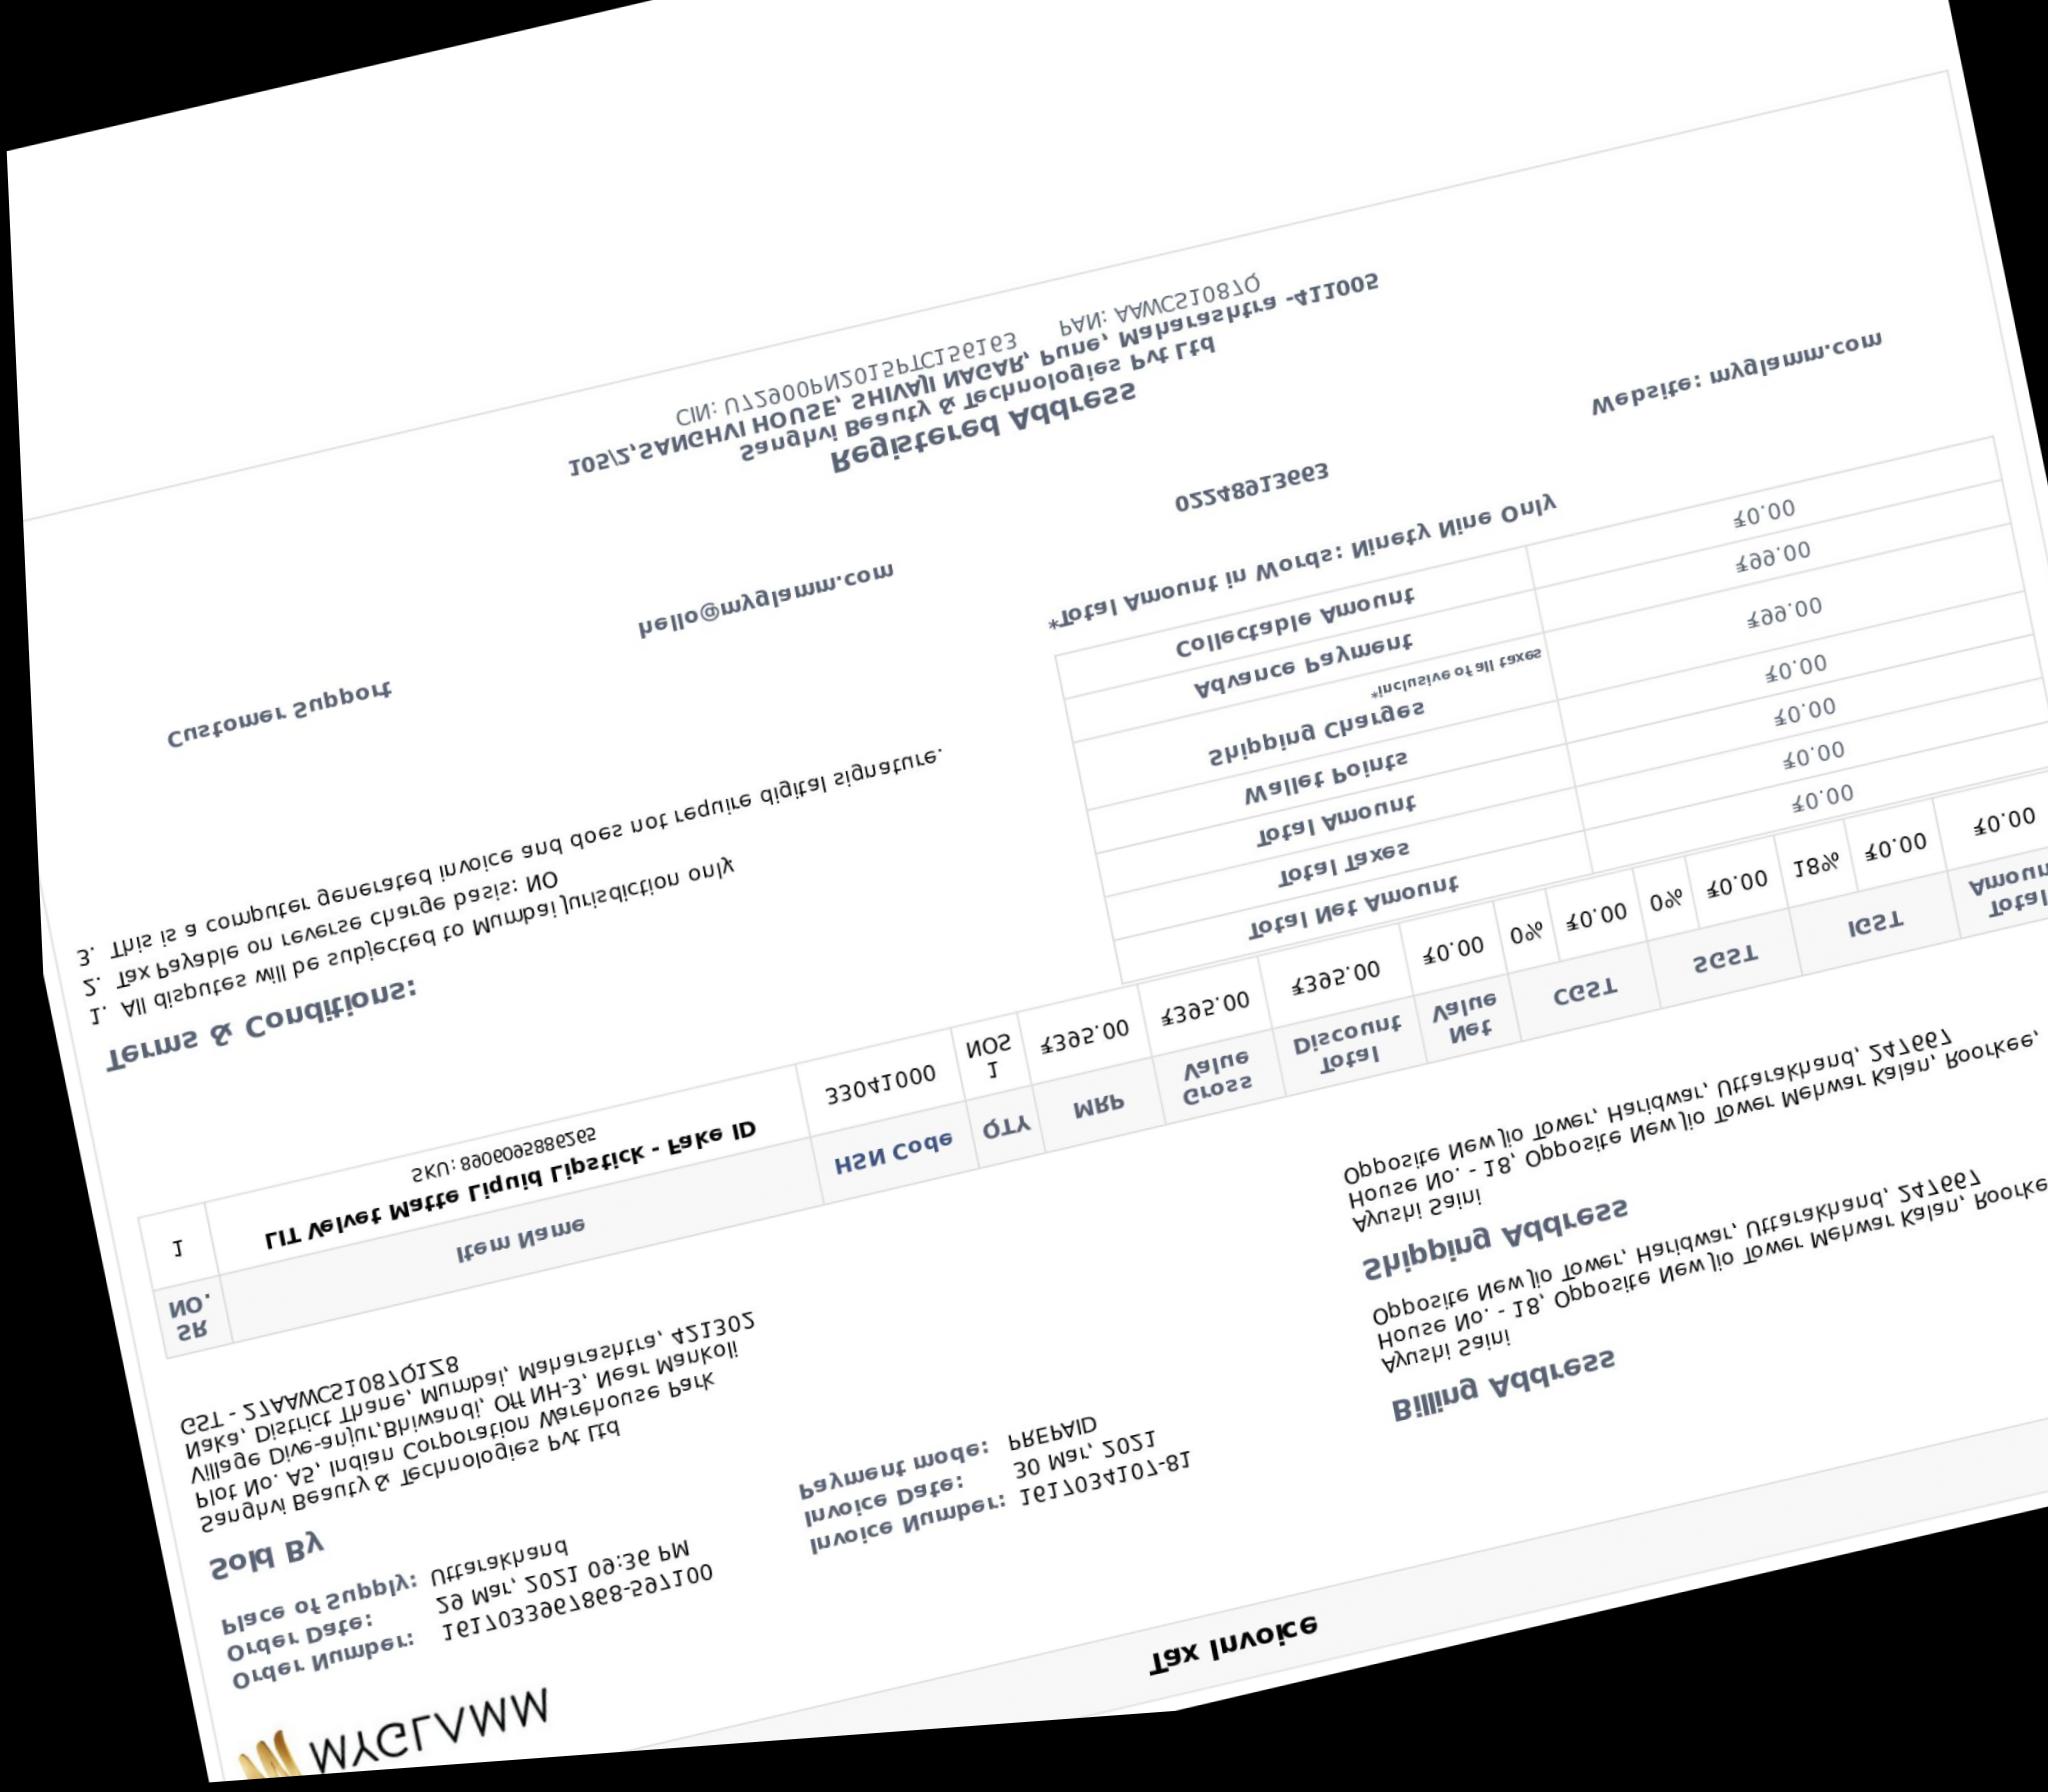 MYGLAMM
Tax Invoice
Order Number: 1617033967868-597100
Order Date: 29 Mar, 2021 09:36 PM
Place of Supply: Uttarakhand
Invoice Number: 1617034107-81
Invoice Date: 30 Mar, 2021
Payment mode: PREPAID
Sold By
Sanghvi Beauty & Technologies Pvt Ltd
Plot No. A5, Indian Corporation Warehouse Park
Village Dive-anjur,Bhiwandi, Off NH-3, Near Mankoli
Naka, District Thane, Mumbai, Maharashtra, 421302
GST - 27AAWCS1087Q1Z8
Billing Address
Ayushi Saini
House No. - 18, Opposite New Jio Tower Mehwar Kalan,
Opposite New Jio Tower, Haridwar, Uttarakhand, 247667
Shipping Address
Ayushi Saini
House No. - 18, Opposite New Jio Tower Mehwar Kalan, Roorkee,
Opposite New Jio Tower, Haridwar, Uttarakhand, 247667
SR NO. Item Name HSN Code QTY MRP Gross Value Total Discount Net Value CGST SGST IGST Total
1 LIT Velvet Matte Liquid Lipstick - Fake ID 33041000 1 NOS ₹395.00 ₹395.00 ₹395.00 ₹0.00 0% ₹0.00 0% ₹0.00 18% ₹0.00 ₹0.00
SKU: 8906095886265
Total Net Amount ₹0.00
Total Taxes ₹0.00
Total Amount ₹0.00
Wallet Points ₹0.00
Shipping Charges ₹99.00
*inclusive of all taxes
Advance Payment ₹99.00
Collectable Amount ₹0.00
*Total Amount in Words: Ninety Nine Only
Terms & Conditions:
1. All disputes will be subjected to Mumbai jurisdiction only
2. Tax Payable on reverse charge basis: NO
3. This is a computer generated invoice and does not require digital signature.
Customer Support hello@myglamm.com 02248913663 Website: myglamm.com
Registered Address
Sanghvi Beauty & Technologies Pvt Ltd
105/2,SANGHVI HOUSE, SHIVAJI NAGAR, Pune, Maharashtra -411005
CIN: U72900PN2015PTC156163 PAN: AAWCS1087Q